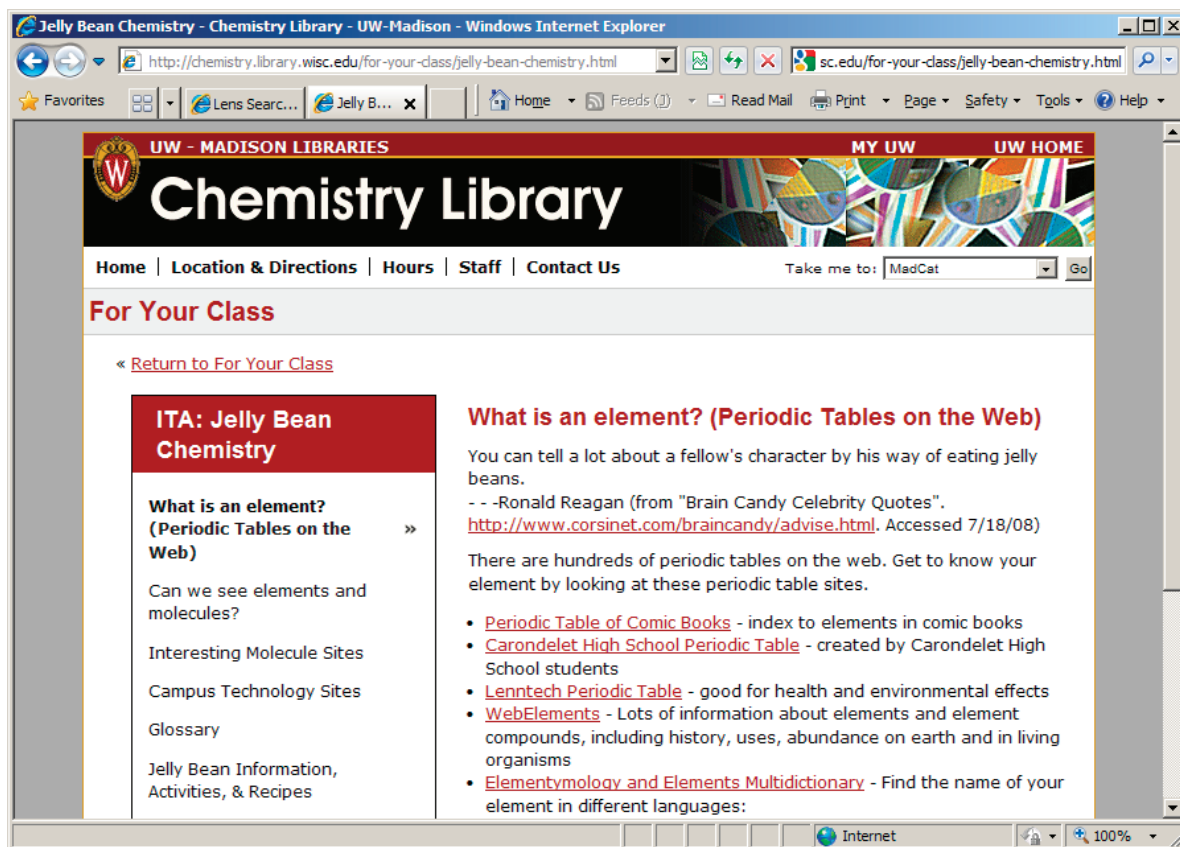 Jelly Bean Chemistry - Chemistry Library - UW-Madison - Windows Internet Explorer
http://chemistry.library.wisc.edu/for-your-class/jelly-bean-chemistry.html
sc.edu/for-your-class/jelly-bean-chemistry.html
Favorites
Lens Searc...
Jelly B...
Home
Feeds (J)
Read Mail
Print
Page
Safety
Tools
Help
UW - MADISON LIBRARIES
MY UW
UW HOME
W
Chemistry Library
Home | Location & Directions | Hours | Staff | Contact Us
Take me to:
MadCat
Go
For Your Class
« Return to For Your Class
ITA: Jelly Bean
Chemistry
What is an element?
(Periodic Tables on the »
Web)
Can we see elements and
molecules?
Interesting Molecule Sites
Campus Technology Sites
Glossary
Jelly Bean Information,
Activities, & Recipes
What is an element? (Periodic Tables on the Web)
You can tell a lot about a fellow's character by his way of eating jelly
beans.
- - -Ronald Reagan (from "Brain Candy Celebrity Quotes".
http://www.corsinet.com/braincandy/advise.html. Accessed 7/18/08)
There are hundreds of periodic tables on the web. Get to know your
element by looking at these periodic table sites.
• Periodic Table of Comic Books - index to elements in comic books
• Carondelet High School Periodic Table - created by Carondelet High
School students
• Lenntech Periodic Table - good for health and environmental effects
• WebElements - Lots of information about elements and element
compounds, including history, uses, abundance on earth and in living
organisms
• Elementymology and Elements Multidictionary - Find the name of your
element in different languages:
Internet
100%